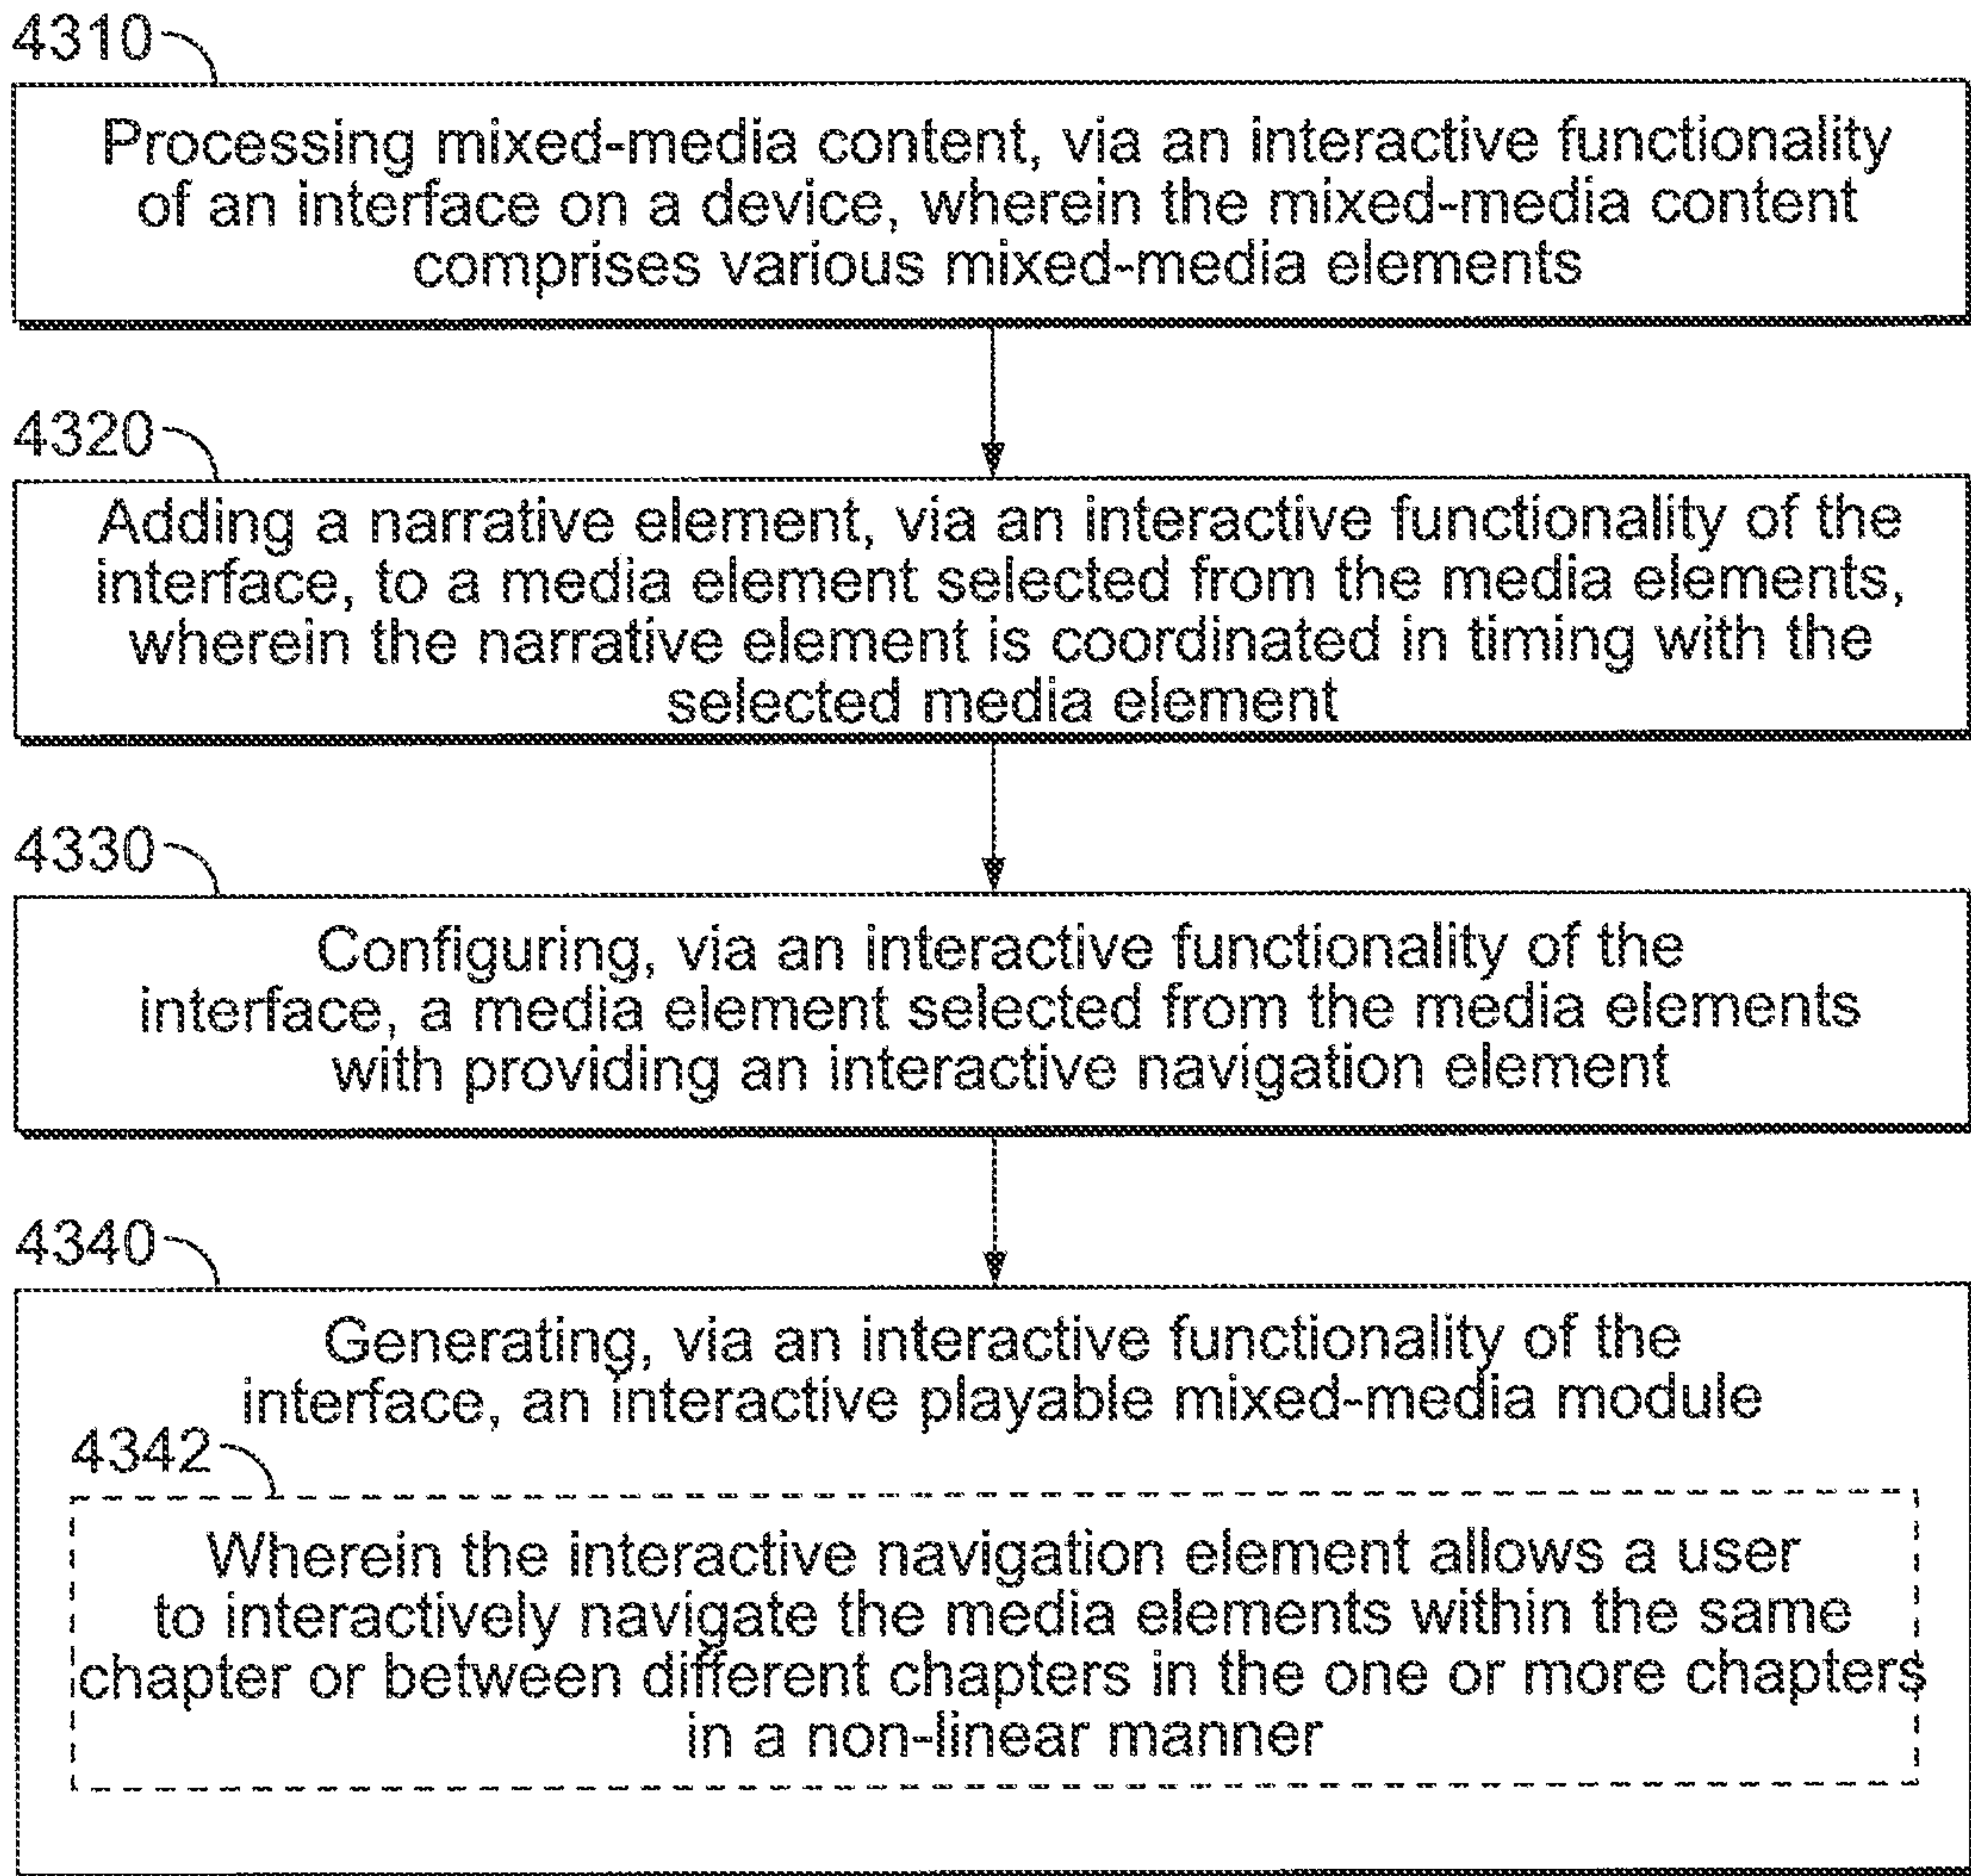 4310
Processing mixed-media content, via an interactive functionality
of an interface on a device, wherein the mixed-media content
comprises various mixed-media elements
4320
Adding a narrative element, via an interactive functionality of the
interface, to a media element selected from the media elements,
wherein the narrative element is coordinated in timing with the
selected media element
4330
Configuring, via an interactive functionality of the
interface, a media element selected from the media elements
with providing an interactive navigation element
4340
Generating, via an interactive functionality of the
interface, an interactive playable mixed-media module
4342
Wherein the interactive navigation element allows a user
to interactively navigate the media elements within the same
chapter or between different chapters in the one or more chapters
in a non-linear manner